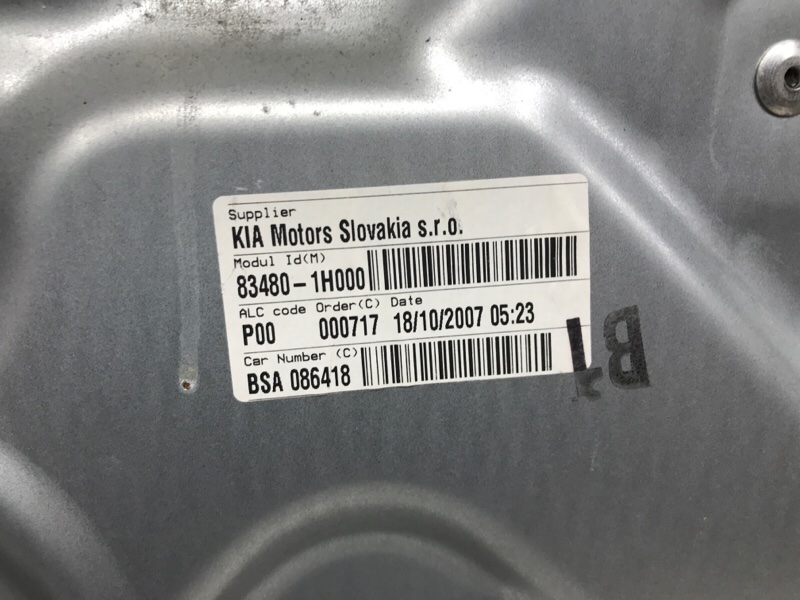 Supplier
KIA Motors Slovakia s.r.o.
Modul Id(M)
83480-1H000
ALC code Order(C) Date
P00 000717 18/10/2007 05:23
Car Number (C)
BSA 086418
B2